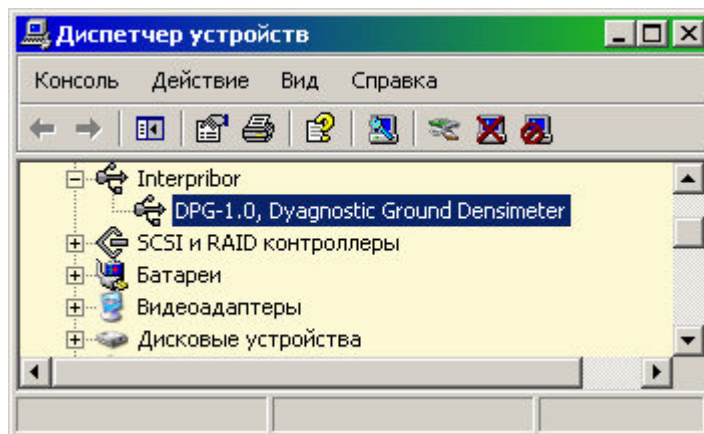 Диспетчер устройств
Консоль Действие Вид Справка
Interpribor
DPG-1.0, Dyagnostic Ground Densimeter
SCSI и RAID контроллеры
Батареи
Видеоадаптеры
Дисковые устройства